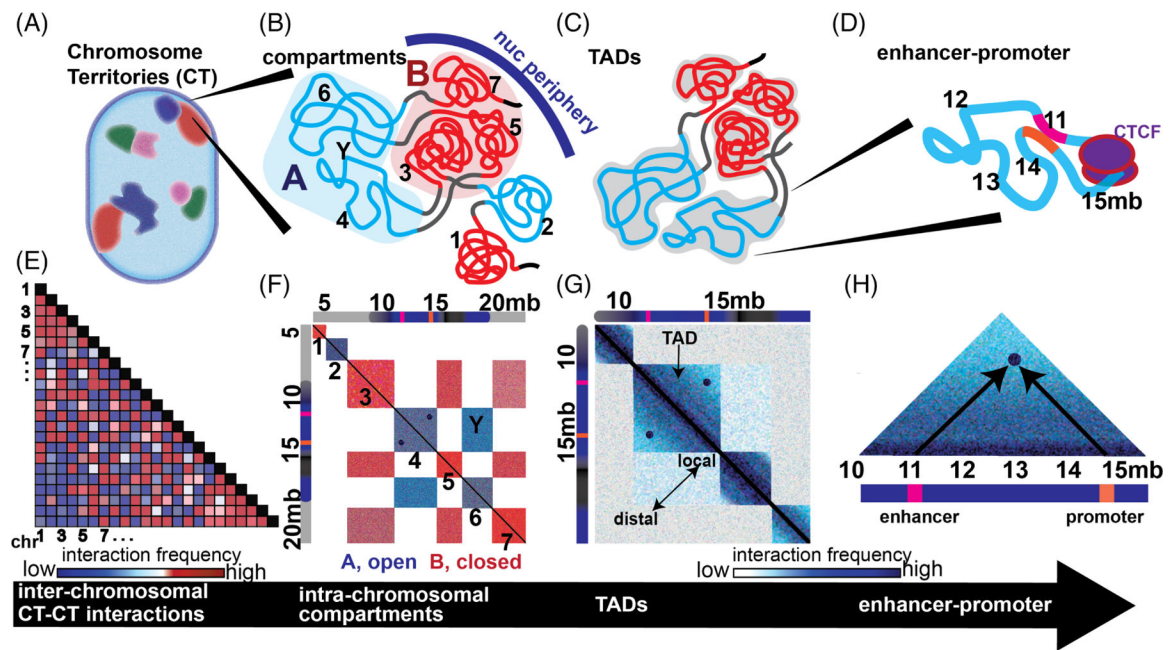 (A)
Chromosome
Territories (CT)
(B)
compartments
nuc periphery
B
A
Y
6
7
5
3
4
1
2
(C)
TADs
(D)
enhancer-promoter
12
11
CTCF
14
13
15mb
(E)
1
3
5
7
1 3 5 7 ...
chr
interaction frequency
low
high
(F)
5 10 15 20mb
5
10
15
20mb
1
2
3
Y
4
5
6
7
A, open
B, closed
(G)
10 15mb
10
15mb
TAD
local
distal
low
high
(H)
10 11 12 13 14 15mb
enhancer
promoter
inter-chromosomal
CT-CT interactions
intra-chromosomal
compartments
TADs
enhancer-promoter